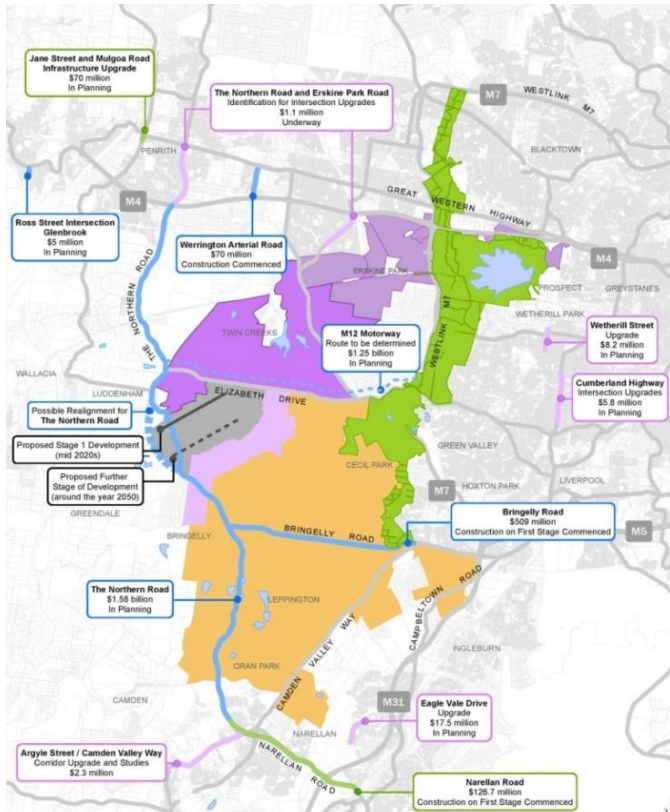 Jane Street and Mulgoa Road
Infrastructure Upgrade
$70 million
In Planning
The Northern Road and Erskine Park Road
Identification for Intersection Upgrades
$1.1 million
Underway
M7
WESTLINK M7
BLACKTOWN
PENRITH
M4
GREAT WESTERN HIGHWAY
Ross Street Intersection
Glenbrook
$5 million
In Planning
Werrington Arterial Road
$70 million
Construction Commenced
M4
ERSKINE PARK
PROSPECT
GREYSTANES
WETHERILL PARK
THE NORTHERN ROAD
TWIN CREEKS
M12 Motorway
Route to be determined
$1.25 billion
In Planning
WESTLINK M7
Wetherill Street
Upgrade
$8.2 million
In Planning
WALLACIA
LUDDENHAM
ELIZABETH DRIVE
Cumberland Highway
Intersection Upgrades
$5.8 million
In Planning
Possible Realignment for
The Northern Road
Proposed Stage 1 Development
(mid 2020s)
Proposed Further
Stage of Development
(around the year 2050)
GREENDALE
CECIL PARK
GREEN VALLEY
HOXTON PARK
LIVERPOOL
M7
BRINGELLY
BRINGELLY ROAD
Bringelly Road
$509 million
Construction on First Stage Commenced
M5
The Northern Road
$1.58 billion
In Planning
LEPPINGTON
CAMDEN VALLEY WAY
CAMPBELTOWN ROAD
INGLEBURN
ORAN PARK
CAMDEN
M31
NARELLAN
Eagle Vale Drive
Upgrade
$17.5 million
In Planning
Argyle Street / Camden Valley Way
Corridor Upgrade and Studies
$2.3 million
NARELLAN ROAD
Narellan Road
$126.7 million
Construction on First Stage Commenced